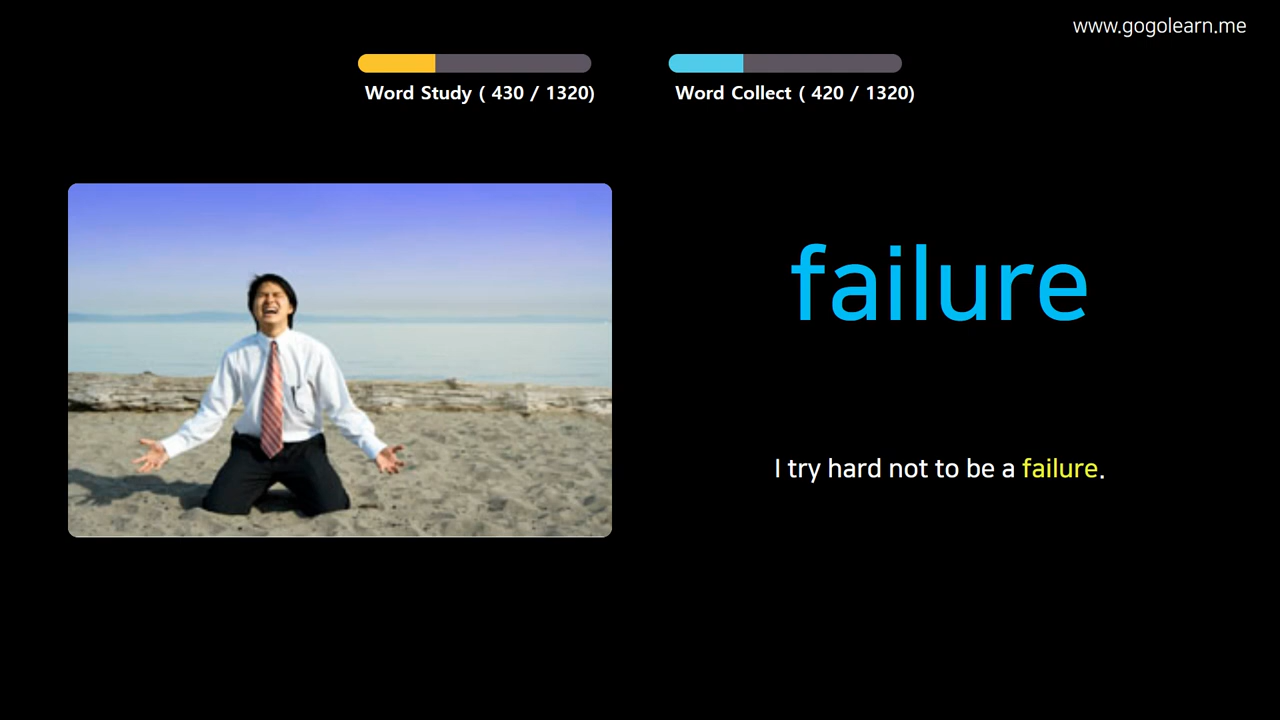 www.gogolearn.me
Word Study ( 430 / 1320)
Word Collect ( 420 / 1320)
failure
I try hard not to be a failure.